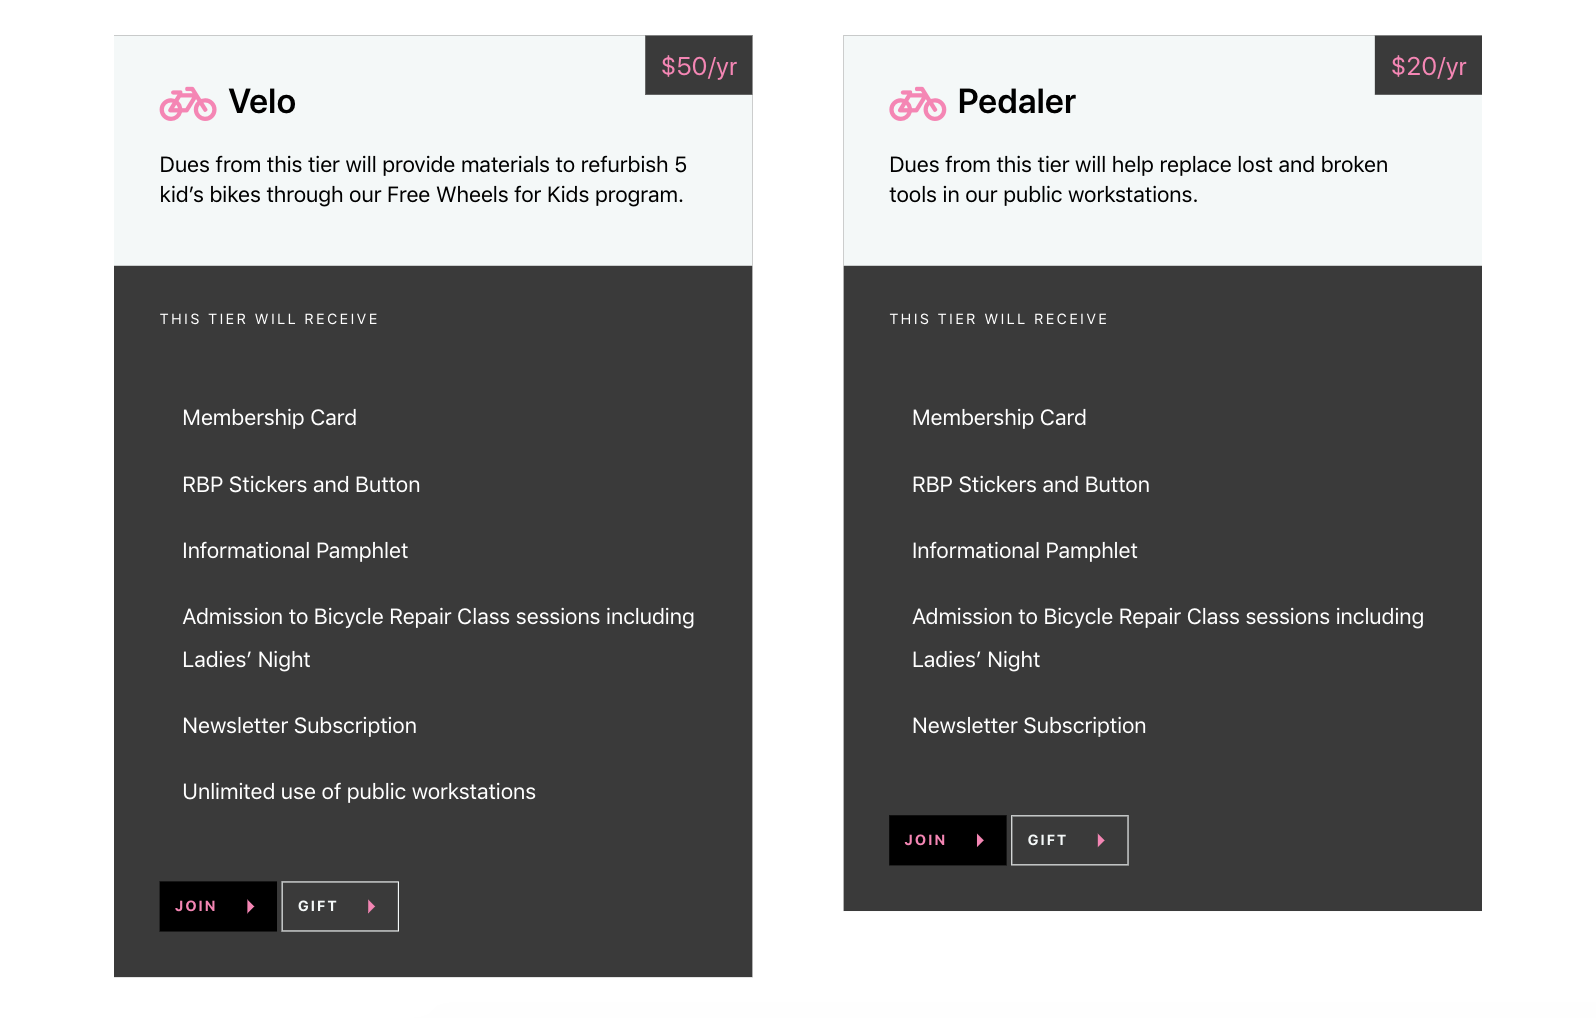 $50/yr
Velo
Dues from this tier will provide materials to refurbish 5
kid’s bikes through our Free Wheels for Kids program.
THIS TIER WILL RECEIVE
Membership Card
RBP Stickers and Button
Informational Pamphlet
Admission to Bicycle Repair Class sessions including
Ladies’ Night
Newsletter Subscription
Unlimited use of public workstations
JOIN
GIFT
$20/yr
Pedaler
Dues from this tier will help replace lost and broken
tools in our public workstations.
THIS TIER WILL RECEIVE
Membership Card
RBP Stickers and Button
Informational Pamphlet
Admission to Bicycle Repair Class sessions including
Ladies’ Night
Newsletter Subscription
JOIN
GIFT